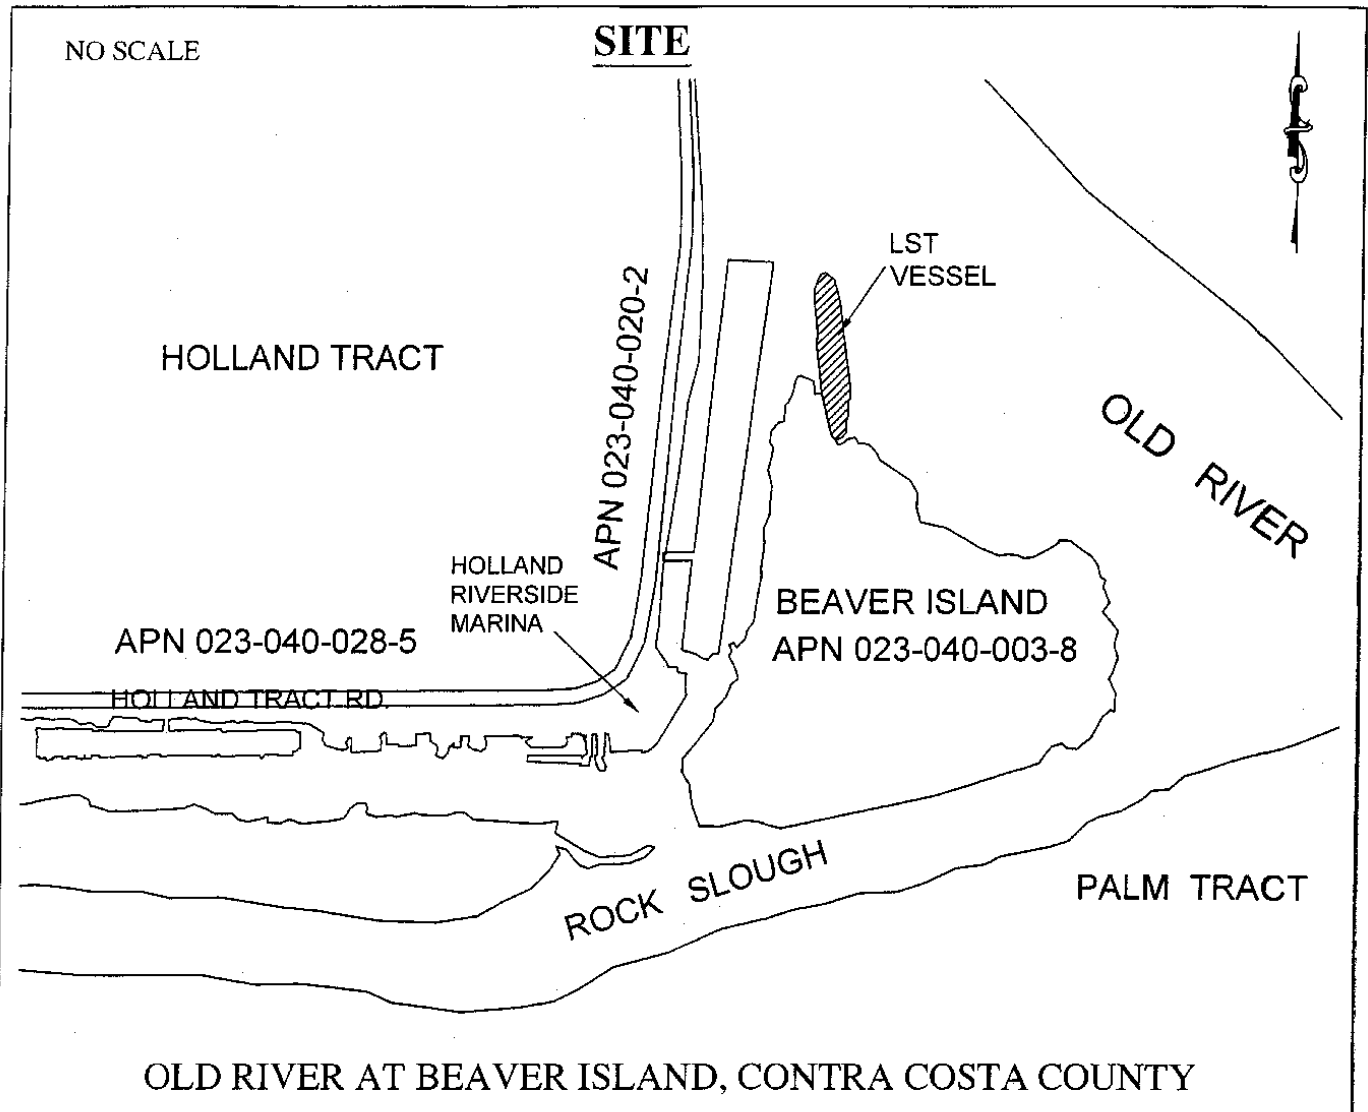 NO SCALE
SITE
LST
VESSEL
HOLLAND TRACT
APN 023-040-020-2
OLD RIVER
HOLLAND
RIVERSIDE
MARINA
BEAVER ISLAND
APN 023-040-003-8
APN 023-040-028-5
HOLLAND TRACT RD.
ROCK SLOUGH
PALM TRACT
OLD RIVER AT BEAVER ISLAND, CONTRA COSTA COUNTY